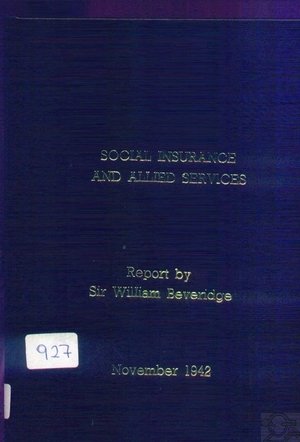 SOCIAL INSURANCE
AND ALLIED SERVICES
Report by
Sir William Beveridge
927
November 1942